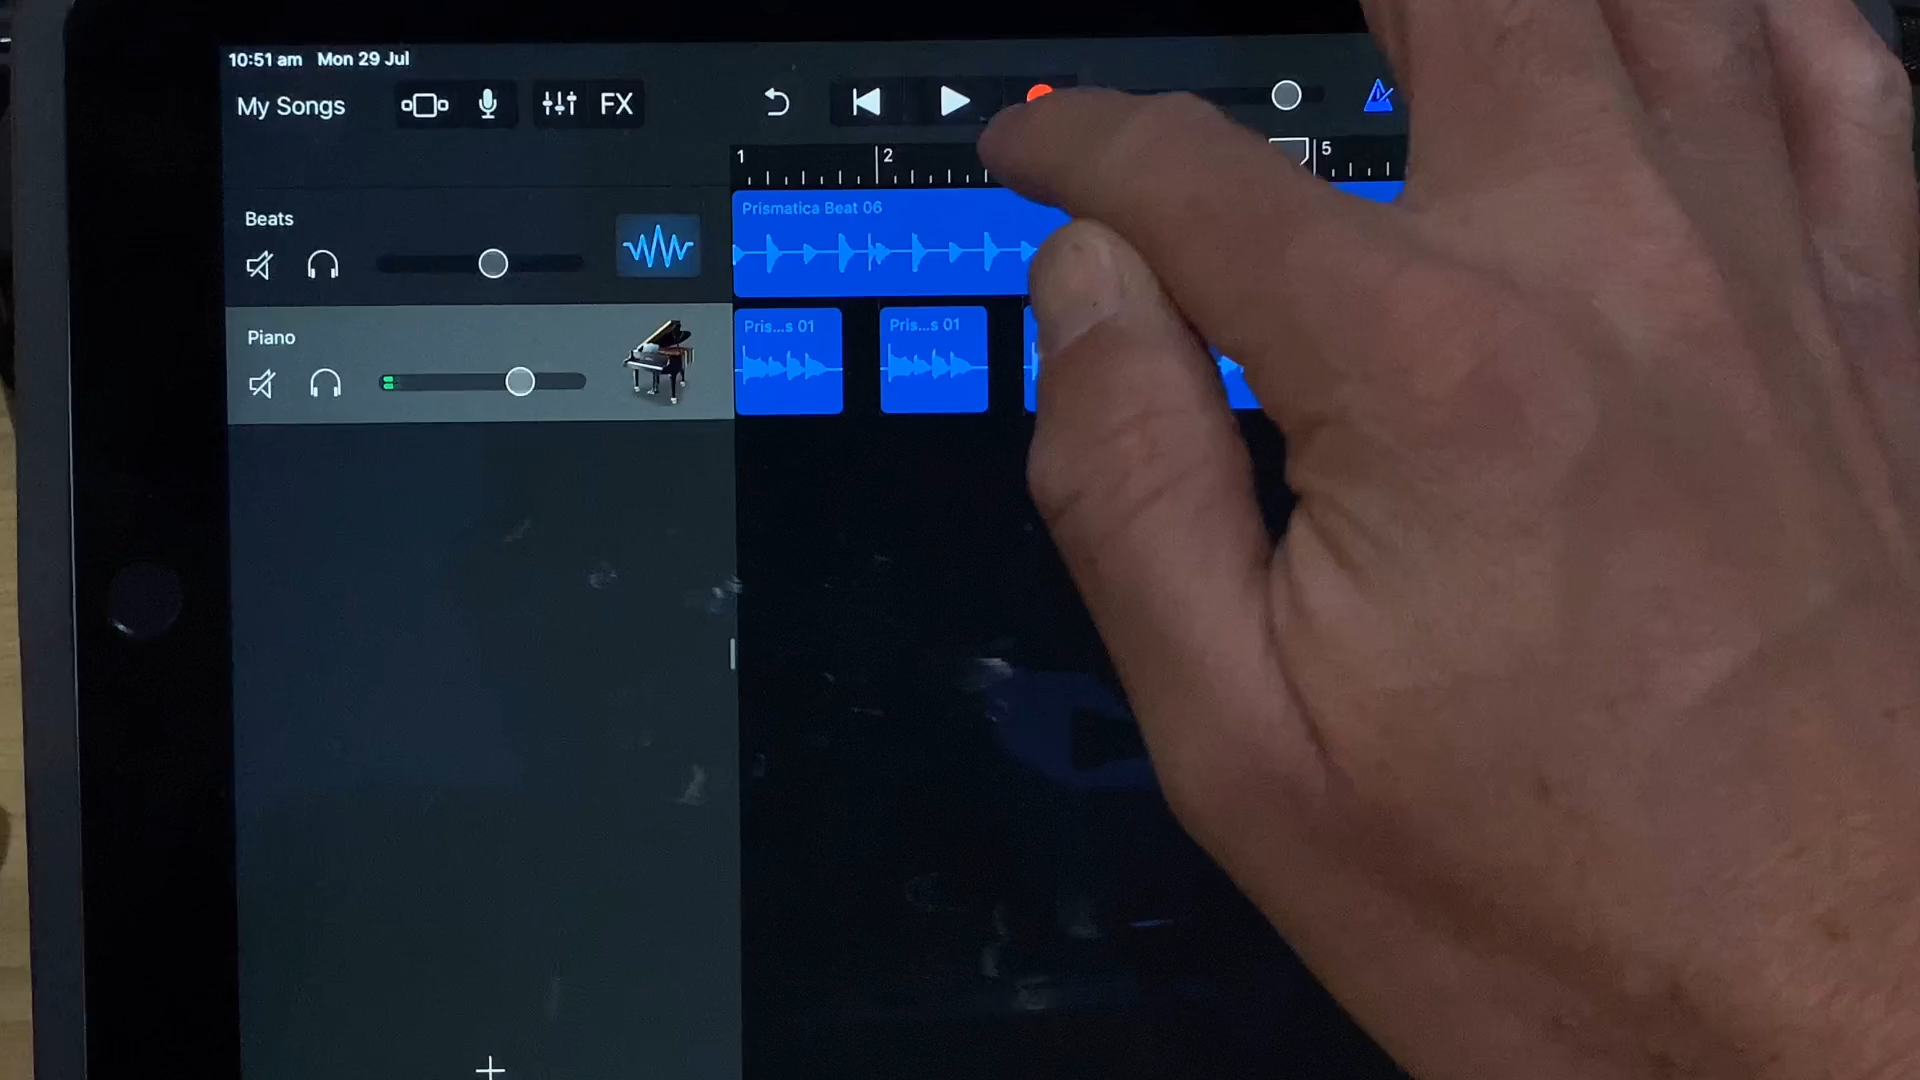 10:51 am Mon 29 Jul
My Songs FX
1 2 5
Beats
Prismatica Beat 06
Piano
Pris...s 01 Pris...s 01